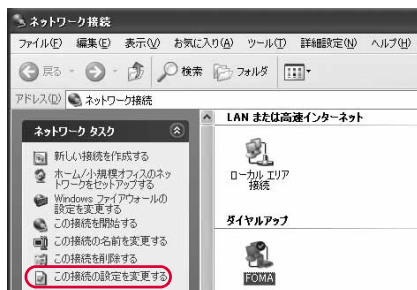 ネットワーク接続
ファイル(F) 編集(E) 表示(V) お気に入り(A) ツール(T) 詳細設定(N) ヘルプ(H)
戻る 検索 フォルダ
アドレス(D) ネットワーク接続
ネットワーク タスク
新しい接続を作成する
ホーム/小規模オフィスのネットワークをセットアップする
Windows ファイアウォールの設定を変更する
この接続を開始する
この接続の名前を変更する
この接続を削除する
この接続の設定を変更する
LAN または高速インターネット
ローカル エリア接続
ダイヤルアップ
FOMA